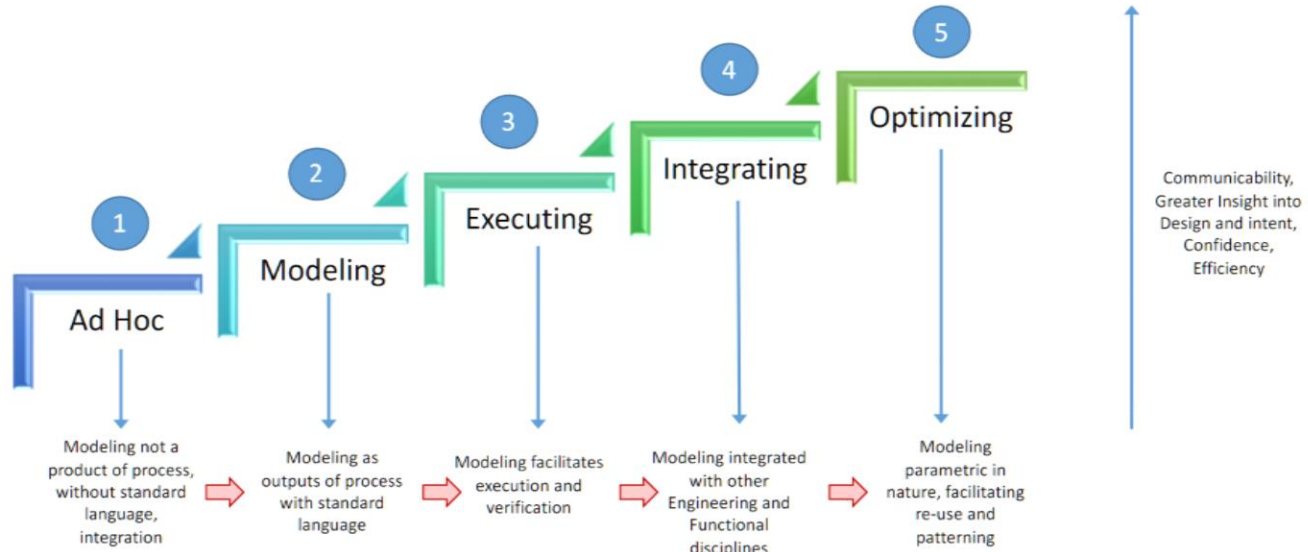 5
4
Optimizing
3
Integrating
2
Executing
1
Modeling
Ad Hoc
Communicability,
Greater Insight into
Design and intent,
Confidence,
Efficiency
Modeling not a
product of process,
without standard
language,
integration
Modeling as
outputs of process
with standard
language
Modeling facilitates
execution and
verification
Modeling integrated
with other
Engineering and
Functional
disciplines
Modeling
parametric in
nature, facilitating
re-use and
patterning